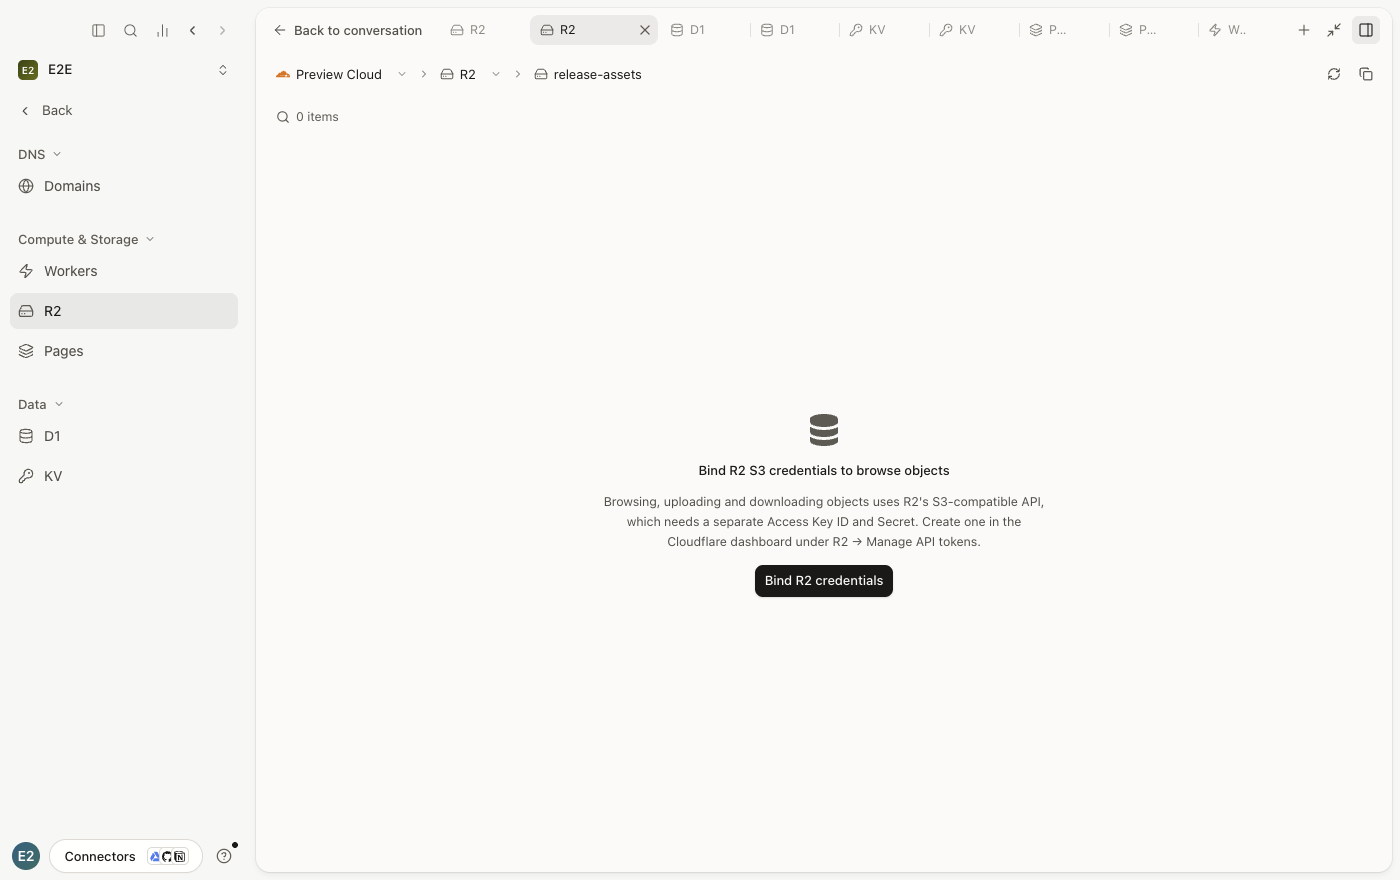 Back to conversation
R2
R2
D1
D1
KV
KV
P...
P...
W..
E2
E2E
Preview Cloud
R2
release-assets
Back
0 items
DNS
Domains
Compute & Storage
Workers
R2
Pages
Data
D1
KV
Bind R2 S3 credentials to browse objects
Browsing, uploading and downloading objects uses R2's S3-compatible API,
which needs a separate Access Key ID and Secret. Create one in the
Cloudflare dashboard under R2 → Manage API tokens.
Bind R2 credentials
E2
Connectors